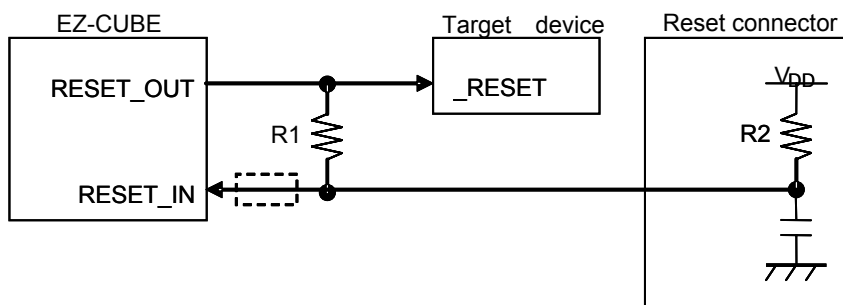 EZ-CUBE
Target device
Reset connector
RESET_OUT
_RESET
VDD
R1
R2
RESET_IN